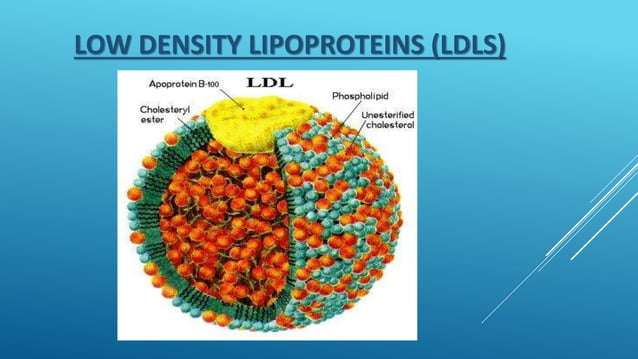 LOW DENSITY LIPOPROTEINS (LDLS)
Apoprotein B-100
LDL
Phospholipid
Cholesteryl
ester
Unesterified
cholesterol